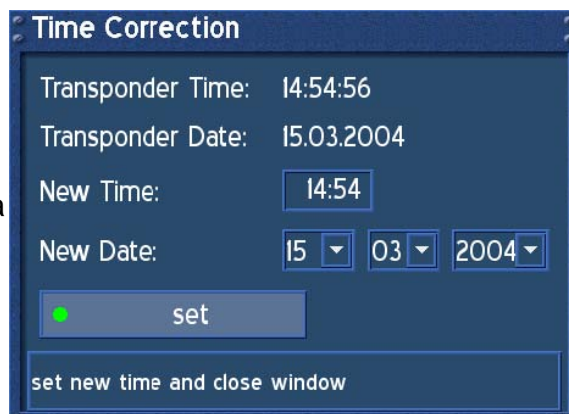 Time Correction
Transponder Time: 14:54:56
Transponder Date: 15.03.2004
a
New Time: 14:54
New Date: 15 03 2004
set
set new time and close window